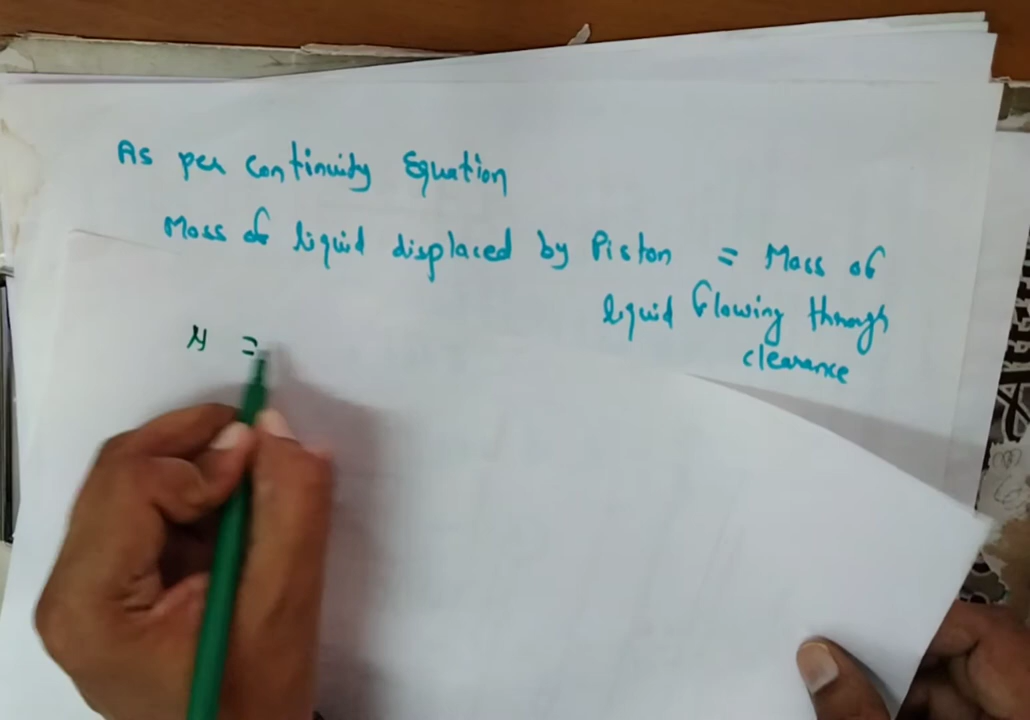 As per Continuity Equation
Mass of liquid displaced by Piston = Mass of
liquid flowing through
clearance
μ =